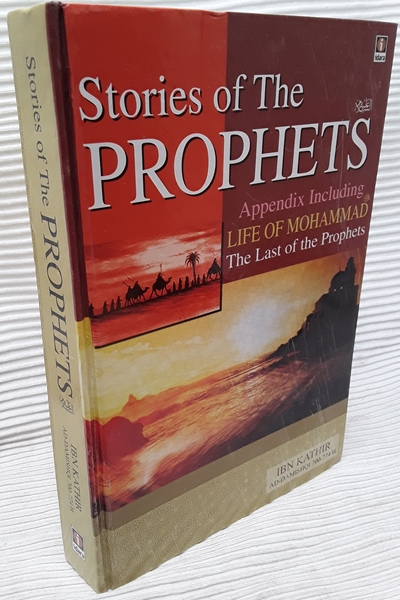 Stories of The
PROPHETS
Appendix Including
LIFE OF MOHAMMAD
The Last of the Prophets
IBN KATHIR
idara
Stories of The PROPHETS
IBN KATHIR